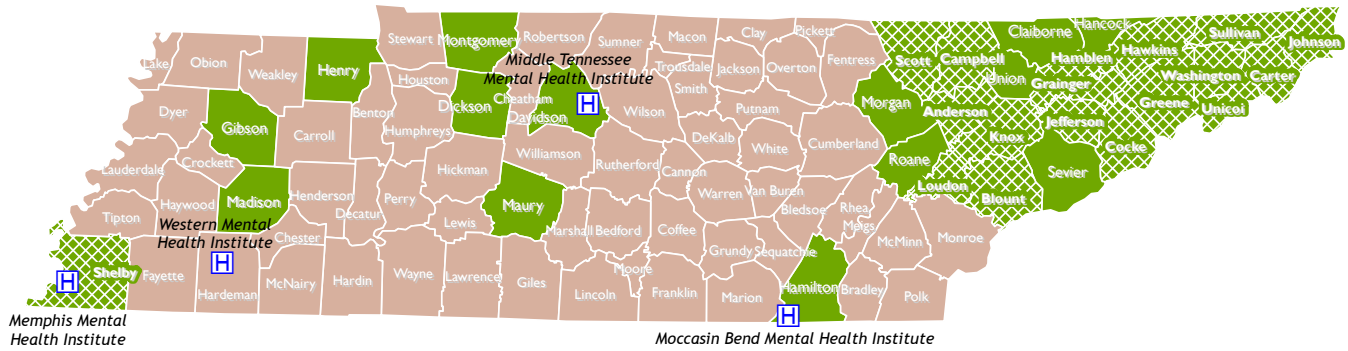 Stewart
Montgomery
Robertson
Sumner
Macon
Clay
Pickett
Claiborne
Hancock
Sullivan
Johnson
Lake
Obion
Weakley
Henry
Houston
Middle Tennessee
Mental Health Institute
Trousdale
Jackson
Overton
Fentress
Scott
Campbell
Union
Hamblen
Hawkins
Grainger
Washington
Carter
Dyer
Gibson
Carroll
Benton
Humphreys
Dickson
Cheatham
Davidson
H
Wilson
Smith
Putnam
Morgan
Anderson
Knox
Jefferson
Greene
Unicoi
Lauderdale
Crockett
Williamson
Rutherford
DeKalb
White
Cumberland
Roane
Cocke
Tipton
Haywood
Madison
Henderson
Decatur
Perry
Hickman
Maury
Cannon
Warren
Van Buren
Bledsoe
Rhea
Meigs
Loudon
Blount
Sevier
Western Mental
Health Institute
Chester
Lewis
Marshall
Bedford
Coffee
Grundy
Sequatchie
McMinn
Monroe
H
Shelby
Fayette
H
Hardeman
McNairy
Hardin
Wayne
Lawrence
Giles
Lincoln
Moore
Franklin
Marion
Hamilton
Bradley
Polk
H
Memphis Mental
Health Institute
Moccasin Bend Mental Health Institute